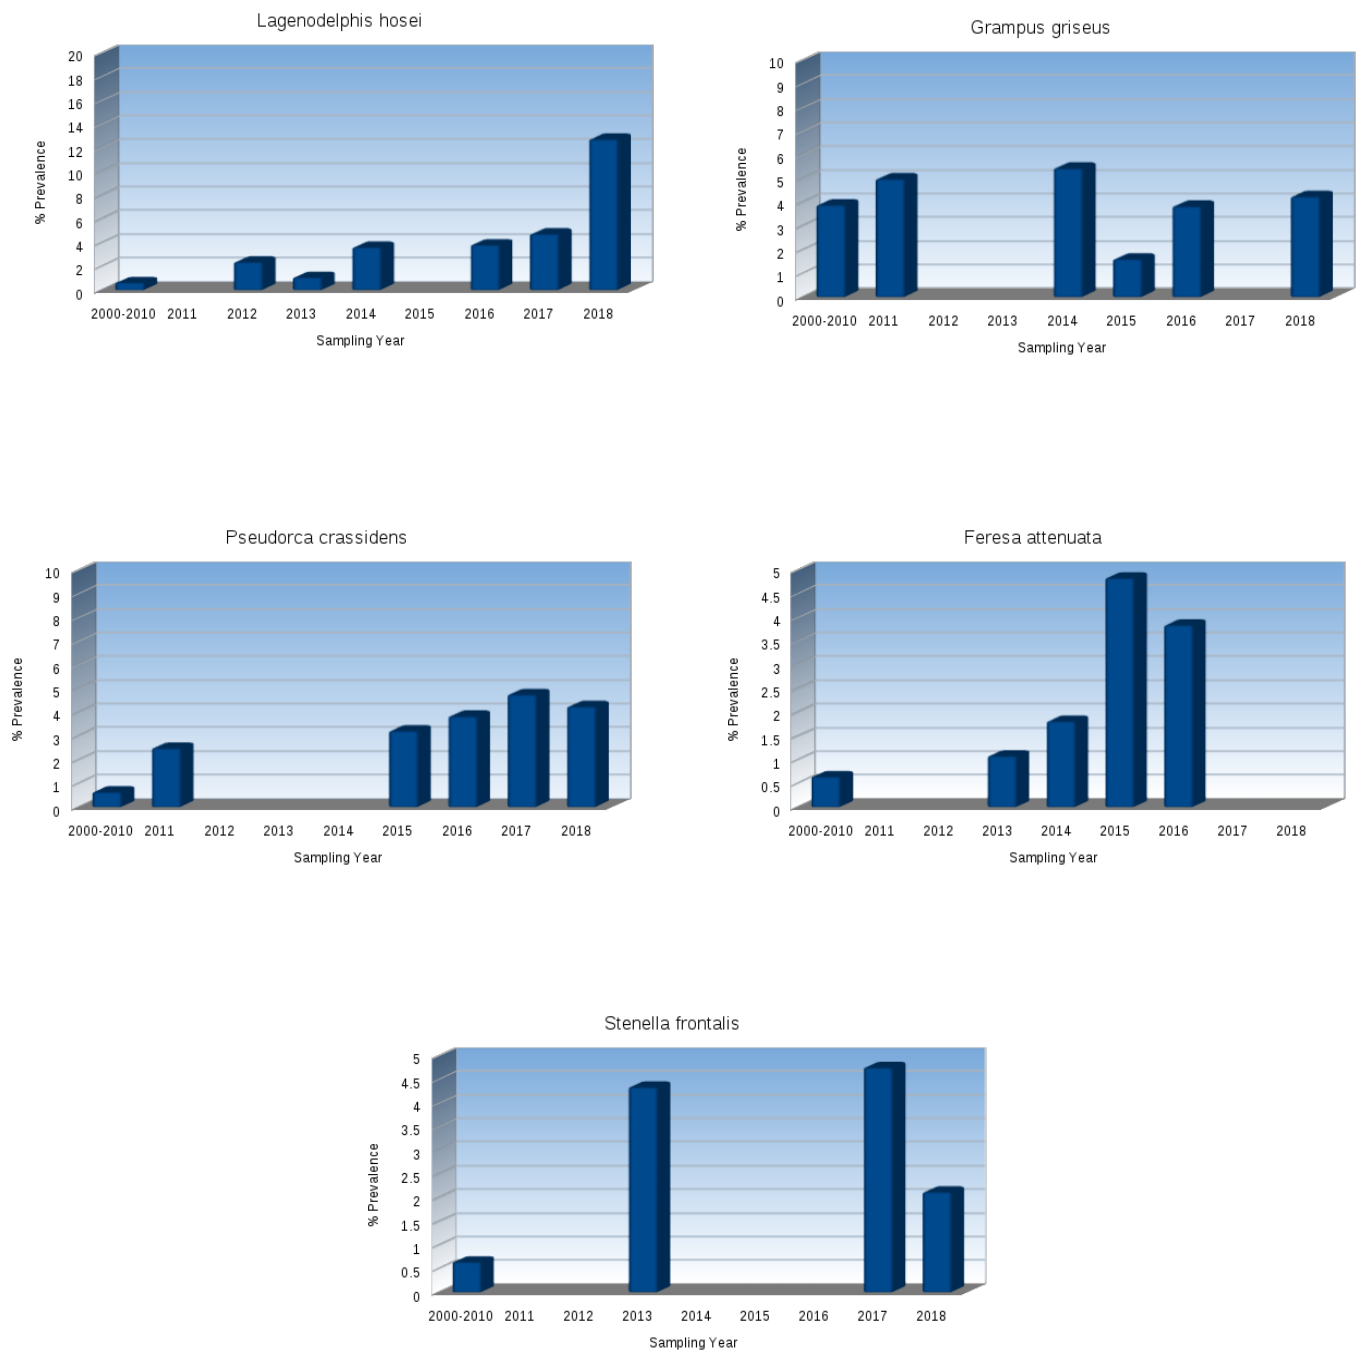 Lagenodelphis hosei
20
18
16
14
12
10
8
6
4
2
0
% Prevalence
2000-2010 2011 2012 2013 2014 2015 2016 2017 2018
Sampling Year
Grampus griseus
10
9
8
7
6
5
4
3
2
1
0
% Prevalence
2000-2010 2011 2012 2013 2014 2015 2016 2017 2018
Sampling Year
Pseudorca crassidens
10
9
8
7
6
5
4
3
2
1
0
% Prevalence
2000-2010 2011 2012 2013 2014 2015 2016 2017 2018
Sampling Year
Feresa attenuata
5
4.5
4
3.5
3
2.5
2
1.5
1
0.5
0
% Prevalence
2000-2010 2011 2012 2013 2014 2015 2016 2017 2018
Sampling Year
Stenella frontalis
5
4.5
4
3.5
3
2.5
2
1.5
1
0.5
0
% Prevalence
2000-2010 2011 2012 2013 2014 2015 2016 2017 2018
Sampling Year